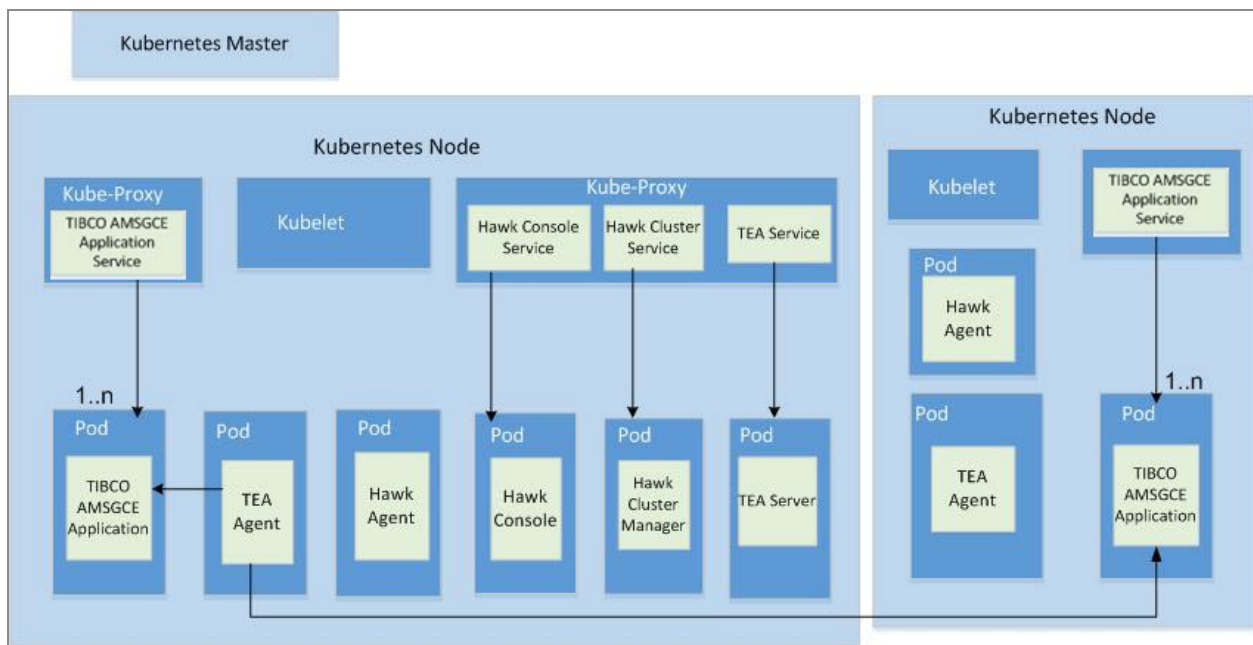 Kubernetes Master
Kubernetes Node
Kube-Proxy
TIBCO AMSGCE
Application
Service
Kubelet
Kube-Proxy
Hawk Console
Service
Hawk Cluster
Service
TEA Service
1..n
Pod
TIBCO
AMSGCE
Application
Pod
TEA
Agent
Pod
Hawk
Agent
Pod
Hawk
Console
Pod
Hawk
Cluster
Manager
Pod
TEA Server
Kubernetes Node
Kubelet
TIBCO AMSGCE
Application
Service
Pod
Hawk
Agent
Pod
TEA
Agent
1..n
Pod
TIBCO
AMSGCE
Application